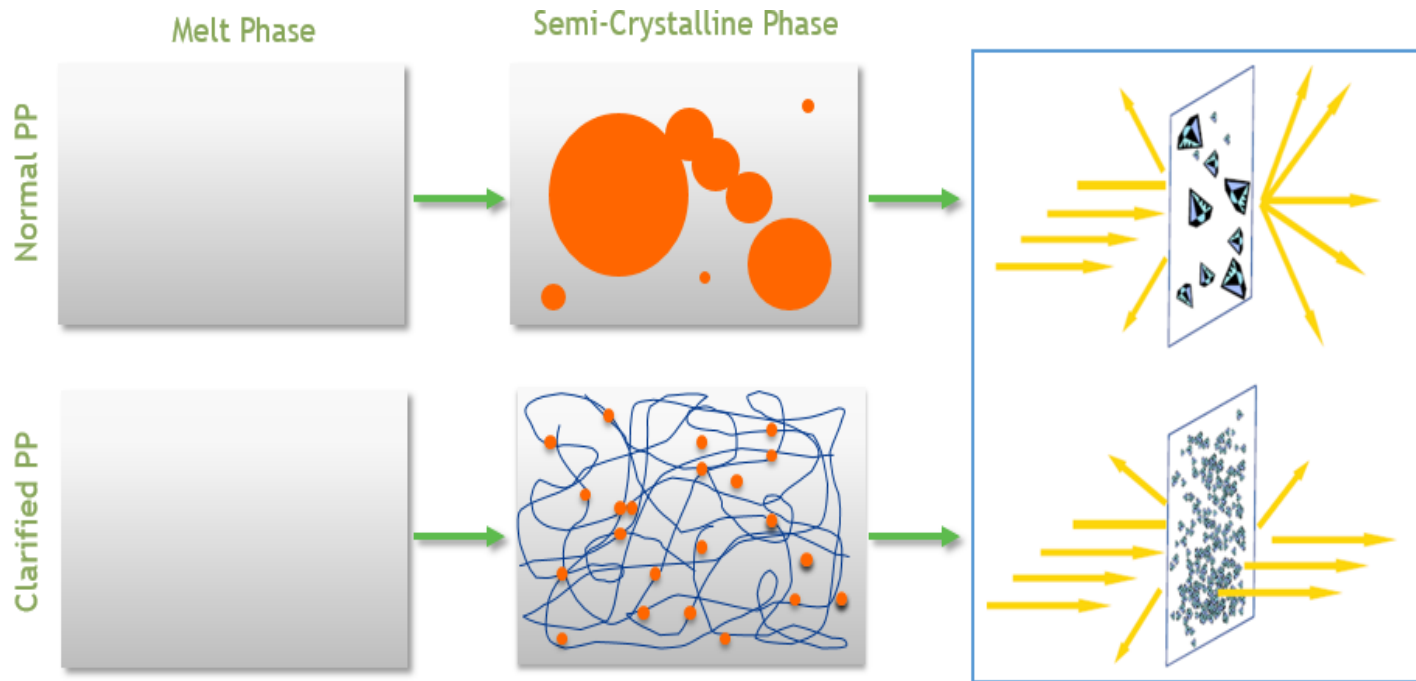 Melt Phase
Semi-Crystalline Phase
Normal PP
Clarified PP